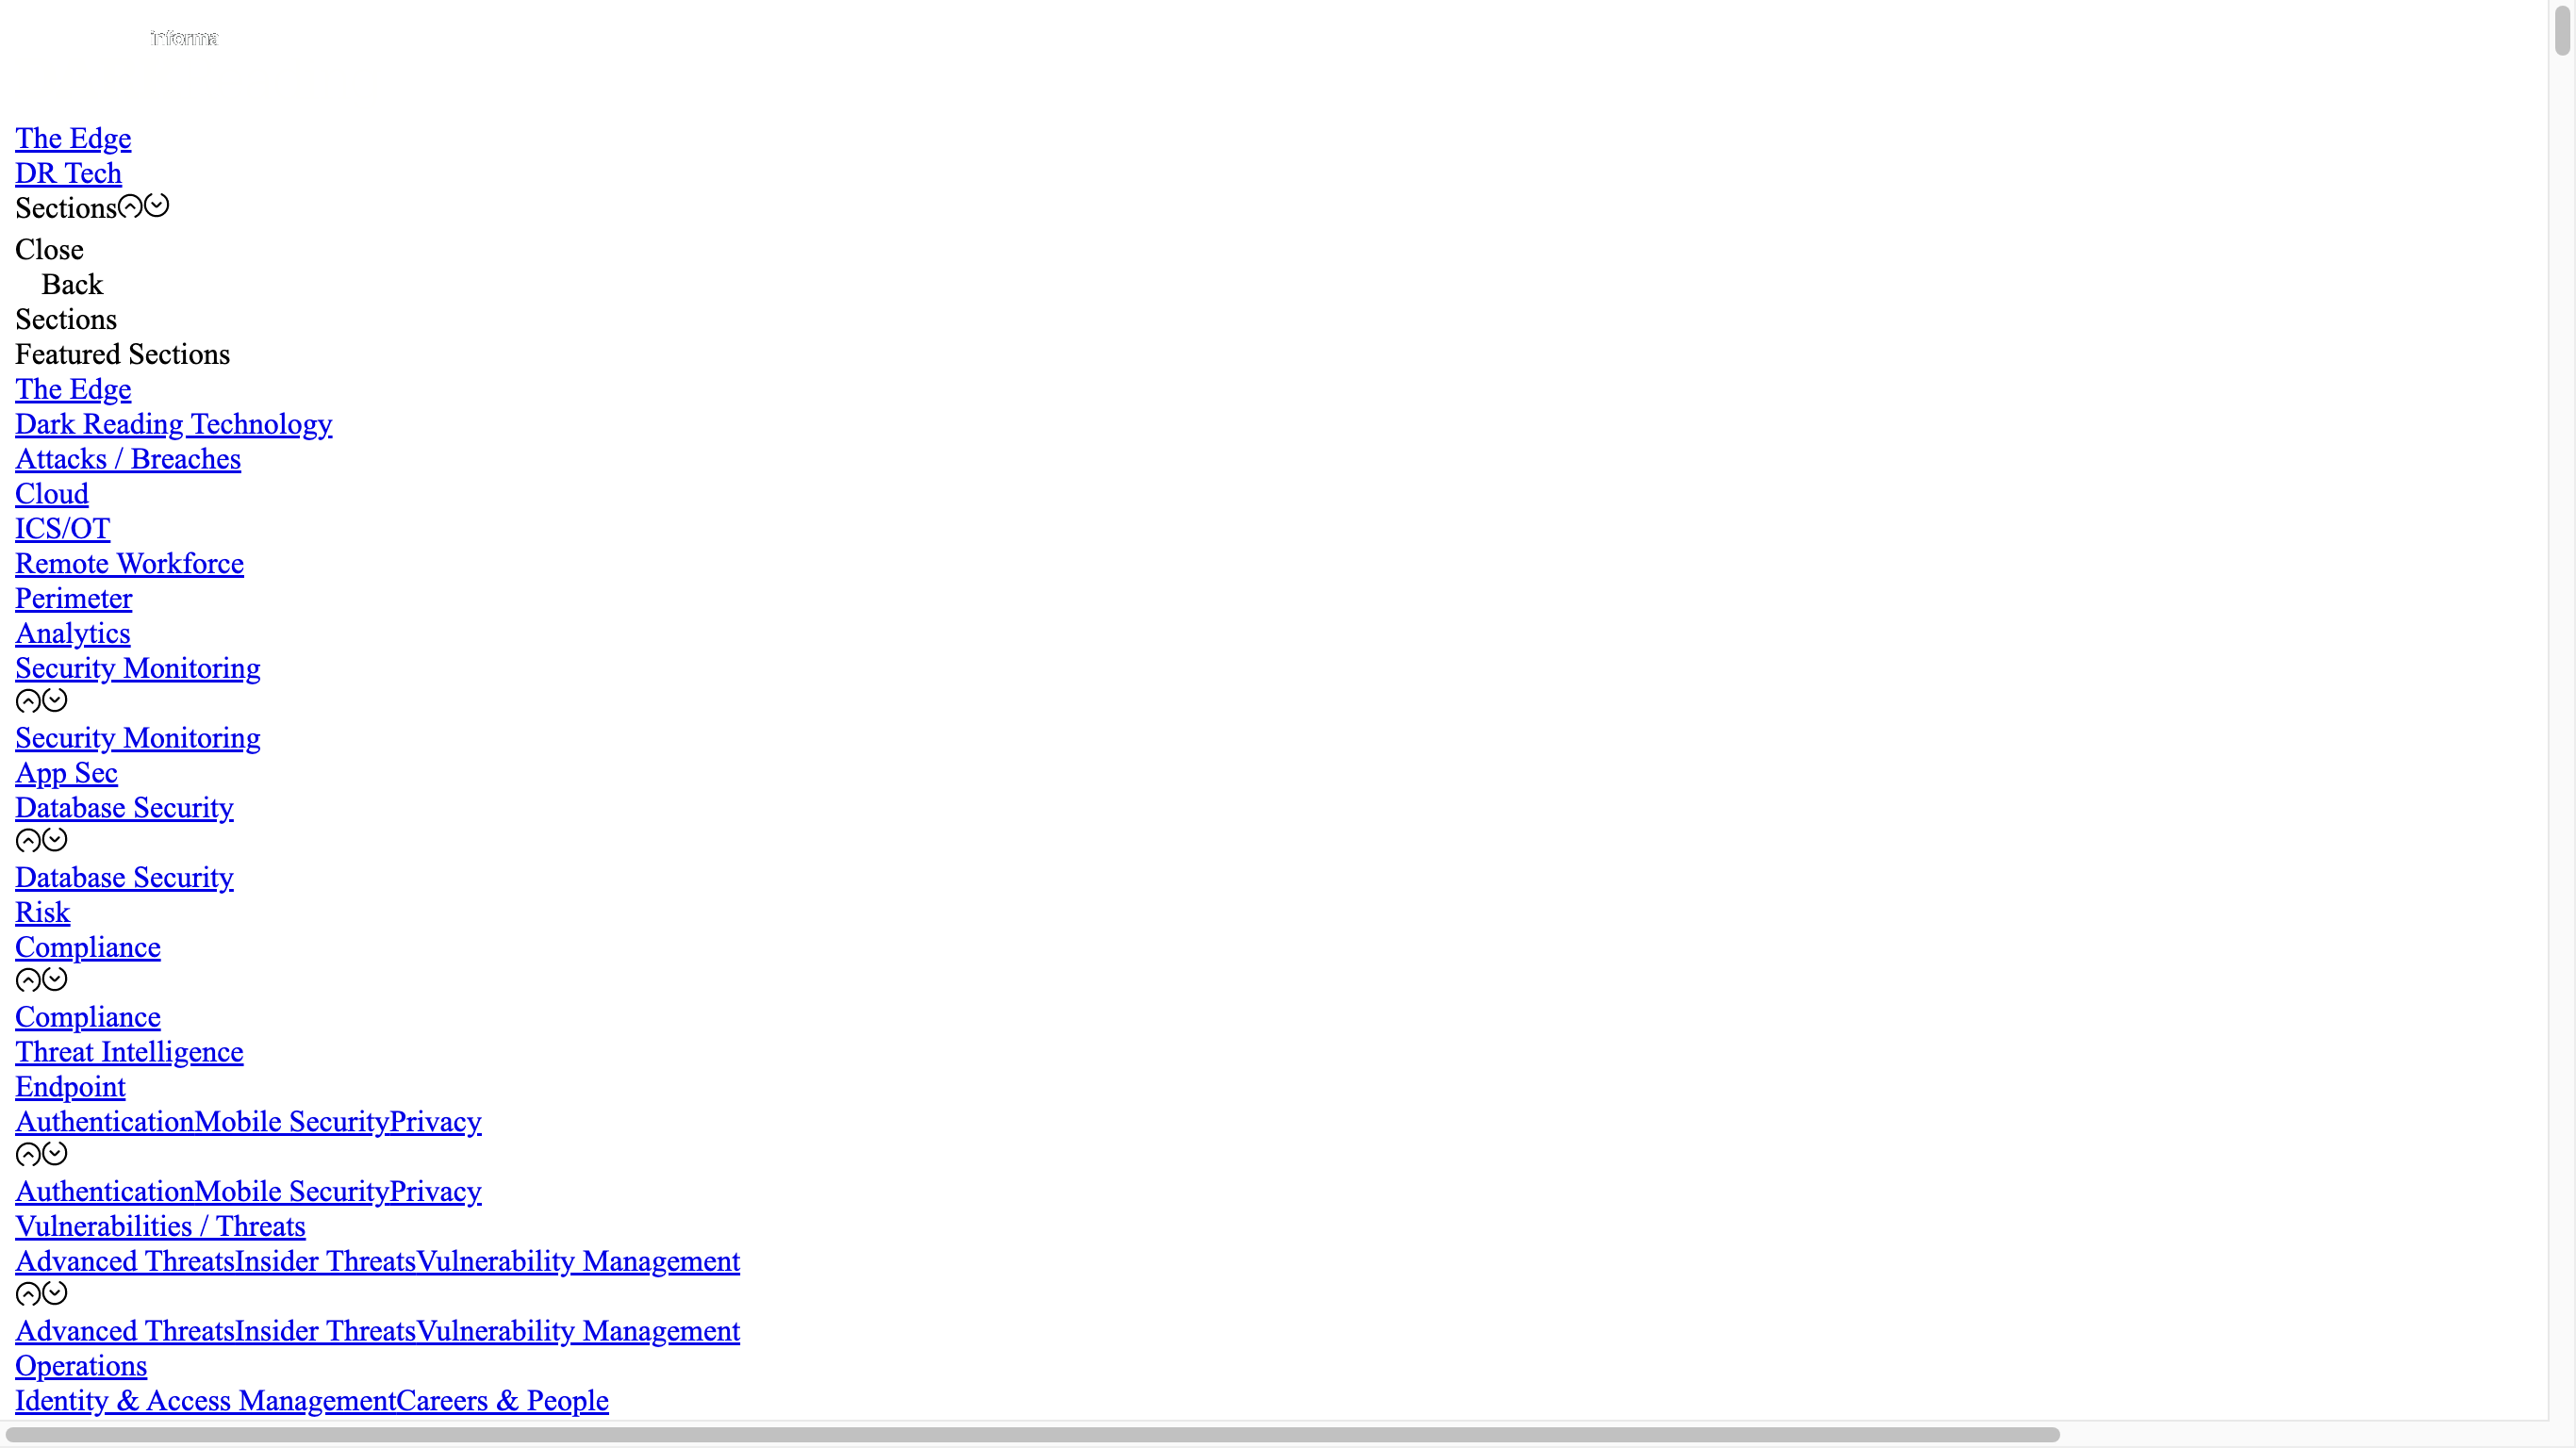 informa
The Edge
DR Tech
Sections
Close
Back
Sections
Featured Sections
The Edge
Dark Reading Technology
Attacks / Breaches
Cloud
ICS/OT
Remote Workforce
Perimeter
Analytics
Security Monitoring
Security Monitoring
App Sec
Database Security
Database Security
Risk
Compliance
Compliance
Threat Intelligence
Endpoint
AuthenticationMobile SecurityPrivacy
AuthenticationMobile SecurityPrivacy
Vulnerabilities / Threats
Advanced ThreatsInsider ThreatsVulnerability Management
Advanced ThreatsInsider ThreatsVulnerability Management
Operations
Identity & Access ManagementCareers & People